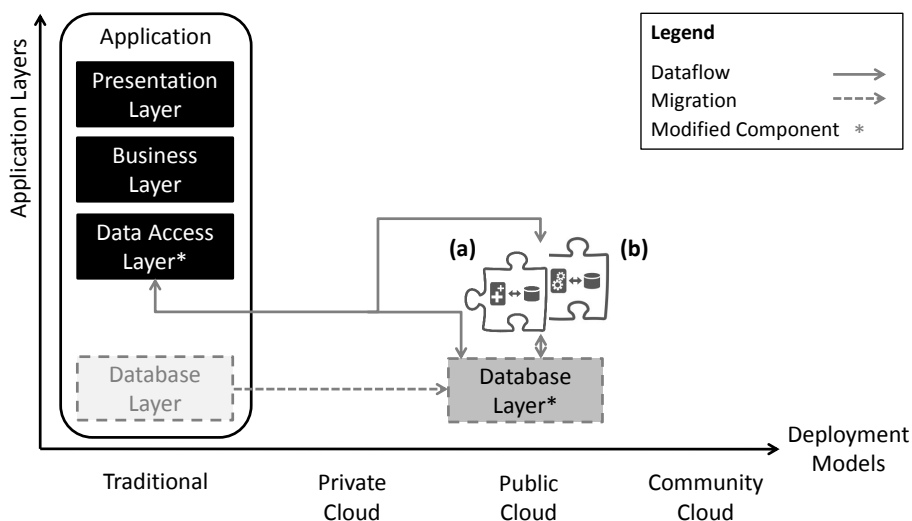 Application Layers
Application
Presentation
Layer
Business
Layer
Data Access
Layer*
Database
Layer
(a)
(b)
Database
Layer*
Legend
Dataflow
Migration
Modified Component *
Traditional
Private
Cloud
Public
Cloud
Community
Cloud
Deployment
Models